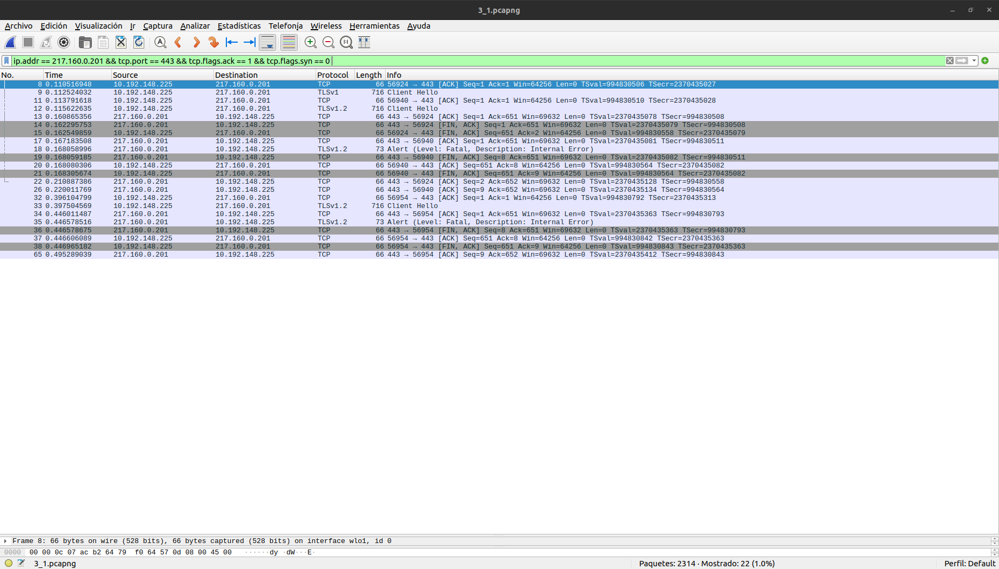 3_1.pcapng
Archivo Edición Visualización Ir Captura Analizar Estadísticas Telefonía Wireless Herramientas Ayuda
ip.addr == 217.160.0.201 && tcp.port == 443 && tcp.flags.ack == 1 && tcp.flags.syn == 0
No. Time Source Destination Protocol Length Info
8 0.110516948 10.192.148.225 217.160.0.201 TCP 66 56924 → 443 [ACK] Seq=1 Ack=1 Win=64256 Len=0 TSval=994830506 TSecr=2370435027
9 0.112524032 10.192.148.225 217.160.0.201 TLSv1 716 Client Hello
11 0.113791618 10.192.148.225 217.160.0.201 TCP 66 56940 → 443 [ACK] Seq=1 Ack=1 Win=64256 Len=0 TSval=994830510 TSecr=2370435028
12 0.115622635 10.192.148.225 217.160.0.201 TLSv1.2 716 Client Hello
13 0.160865356 217.160.0.201 10.192.148.225 TCP 66 443 → 56924 [ACK] Seq=1 Ack=651 Win=69632 Len=0 TSval=2370435078 TSecr=994830508
14 0.162295753 217.160.0.201 10.192.148.225 TCP 66 443 → 56924 [FIN, ACK] Seq=1 Ack=651 Win=69632 Len=0 TSval=2370435079 TSecr=994830508
15 0.162549859 10.192.148.225 217.160.0.201 TCP 66 56924 → 443 [FIN, ACK] Seq=651 Ack=2 Win=64256 Len=0 TSval=994830558 TSecr=2370435079
17 0.167183508 217.160.0.201 10.192.148.225 TCP 66 443 → 56940 [ACK] Seq=1 Ack=651 Win=69632 Len=0 TSval=2370435081 TSecr=994830511
18 0.168058996 217.160.0.201 10.192.148.225 TLSv1.2 73 Alert (Level: Fatal, Description: Internal Error)
19 0.168059185 217.160.0.201 10.192.148.225 TCP 66 443 → 56940 [FIN, ACK] Seq=8 Ack=651 Win=69632 Len=0 TSval=2370435082 TSecr=994830511
20 0.168080306 10.192.148.225 217.160.0.201 TCP 66 56940 → 443 [ACK] Seq=651 Ack=8 Win=64256 Len=0 TSval=994830564 TSecr=2370435082
21 0.168305674 10.192.148.225 217.160.0.201 TCP 66 56940 → 443 [FIN, ACK] Seq=651 Ack=9 Win=64256 Len=0 TSval=994830564 TSecr=2370435082
22 0.210887386 217.160.0.201 10.192.148.225 TCP 66 443 → 56924 [ACK] Seq=2 Ack=652 Win=69632 Len=0 TSval=2370435128 TSecr=994830558
26 0.220011769 217.160.0.201 10.192.148.225 TCP 66 443 → 56940 [ACK] Seq=9 Ack=652 Win=69632 Len=0 TSval=2370435134 TSecr=994830564
32 0.396104799 10.192.148.225 217.160.0.201 TCP 66 56954 → 443 [ACK] Seq=1 Ack=1 Win=64256 Len=0 TSval=994830792 TSecr=2370435313
33 0.397504569 10.192.148.225 217.160.0.201 TLSv1.2 716 Client Hello
34 0.446011487 217.160.0.201 10.192.148.225 TCP 66 443 → 56954 [ACK] Seq=1 Ack=651 Win=69632 Len=0 TSval=2370435363 TSecr=994830793
35 0.446578516 217.160.0.201 10.192.148.225 TLSv1.2 73 Alert (Level: Fatal, Description: Internal Error)
36 0.446578675 217.160.0.201 10.192.148.225 TCP 66 443 → 56954 [FIN, ACK] Seq=8 Ack=651 Win=69632 Len=0 TSval=2370435363 TSecr=994830793
37 0.446606089 10.192.148.225 217.160.0.201 TCP 66 56954 → 443 [ACK] Seq=651 Ack=8 Win=64256 Len=0 TSval=994830842 TSecr=2370435363
38 0.446965182 10.192.148.225 217.160.0.201 TCP 66 56954 → 443 [FIN, ACK] Seq=651 Ack=9 Win=64256 Len=0 TSval=994830843 TSecr=2370435363
65 0.495289039 217.160.0.201 10.192.148.225 TCP 66 443 → 56954 [ACK] Seq=9 Ack=652 Win=69632 Len=0 TSval=2370435412 TSecr=994830843
Frame 8: 66 bytes on wire (528 bits), 66 bytes captured (528 bits) on interface wlo1, id 0
0000 00 00 0c 07 ac b2 64 79 f0 64 57 0d 08 00 45 00 ······dy ·dW···E·
3_1.pcapng Paquetes: 2314 · Mostrado: 22 (1.0%) Perfil: Default